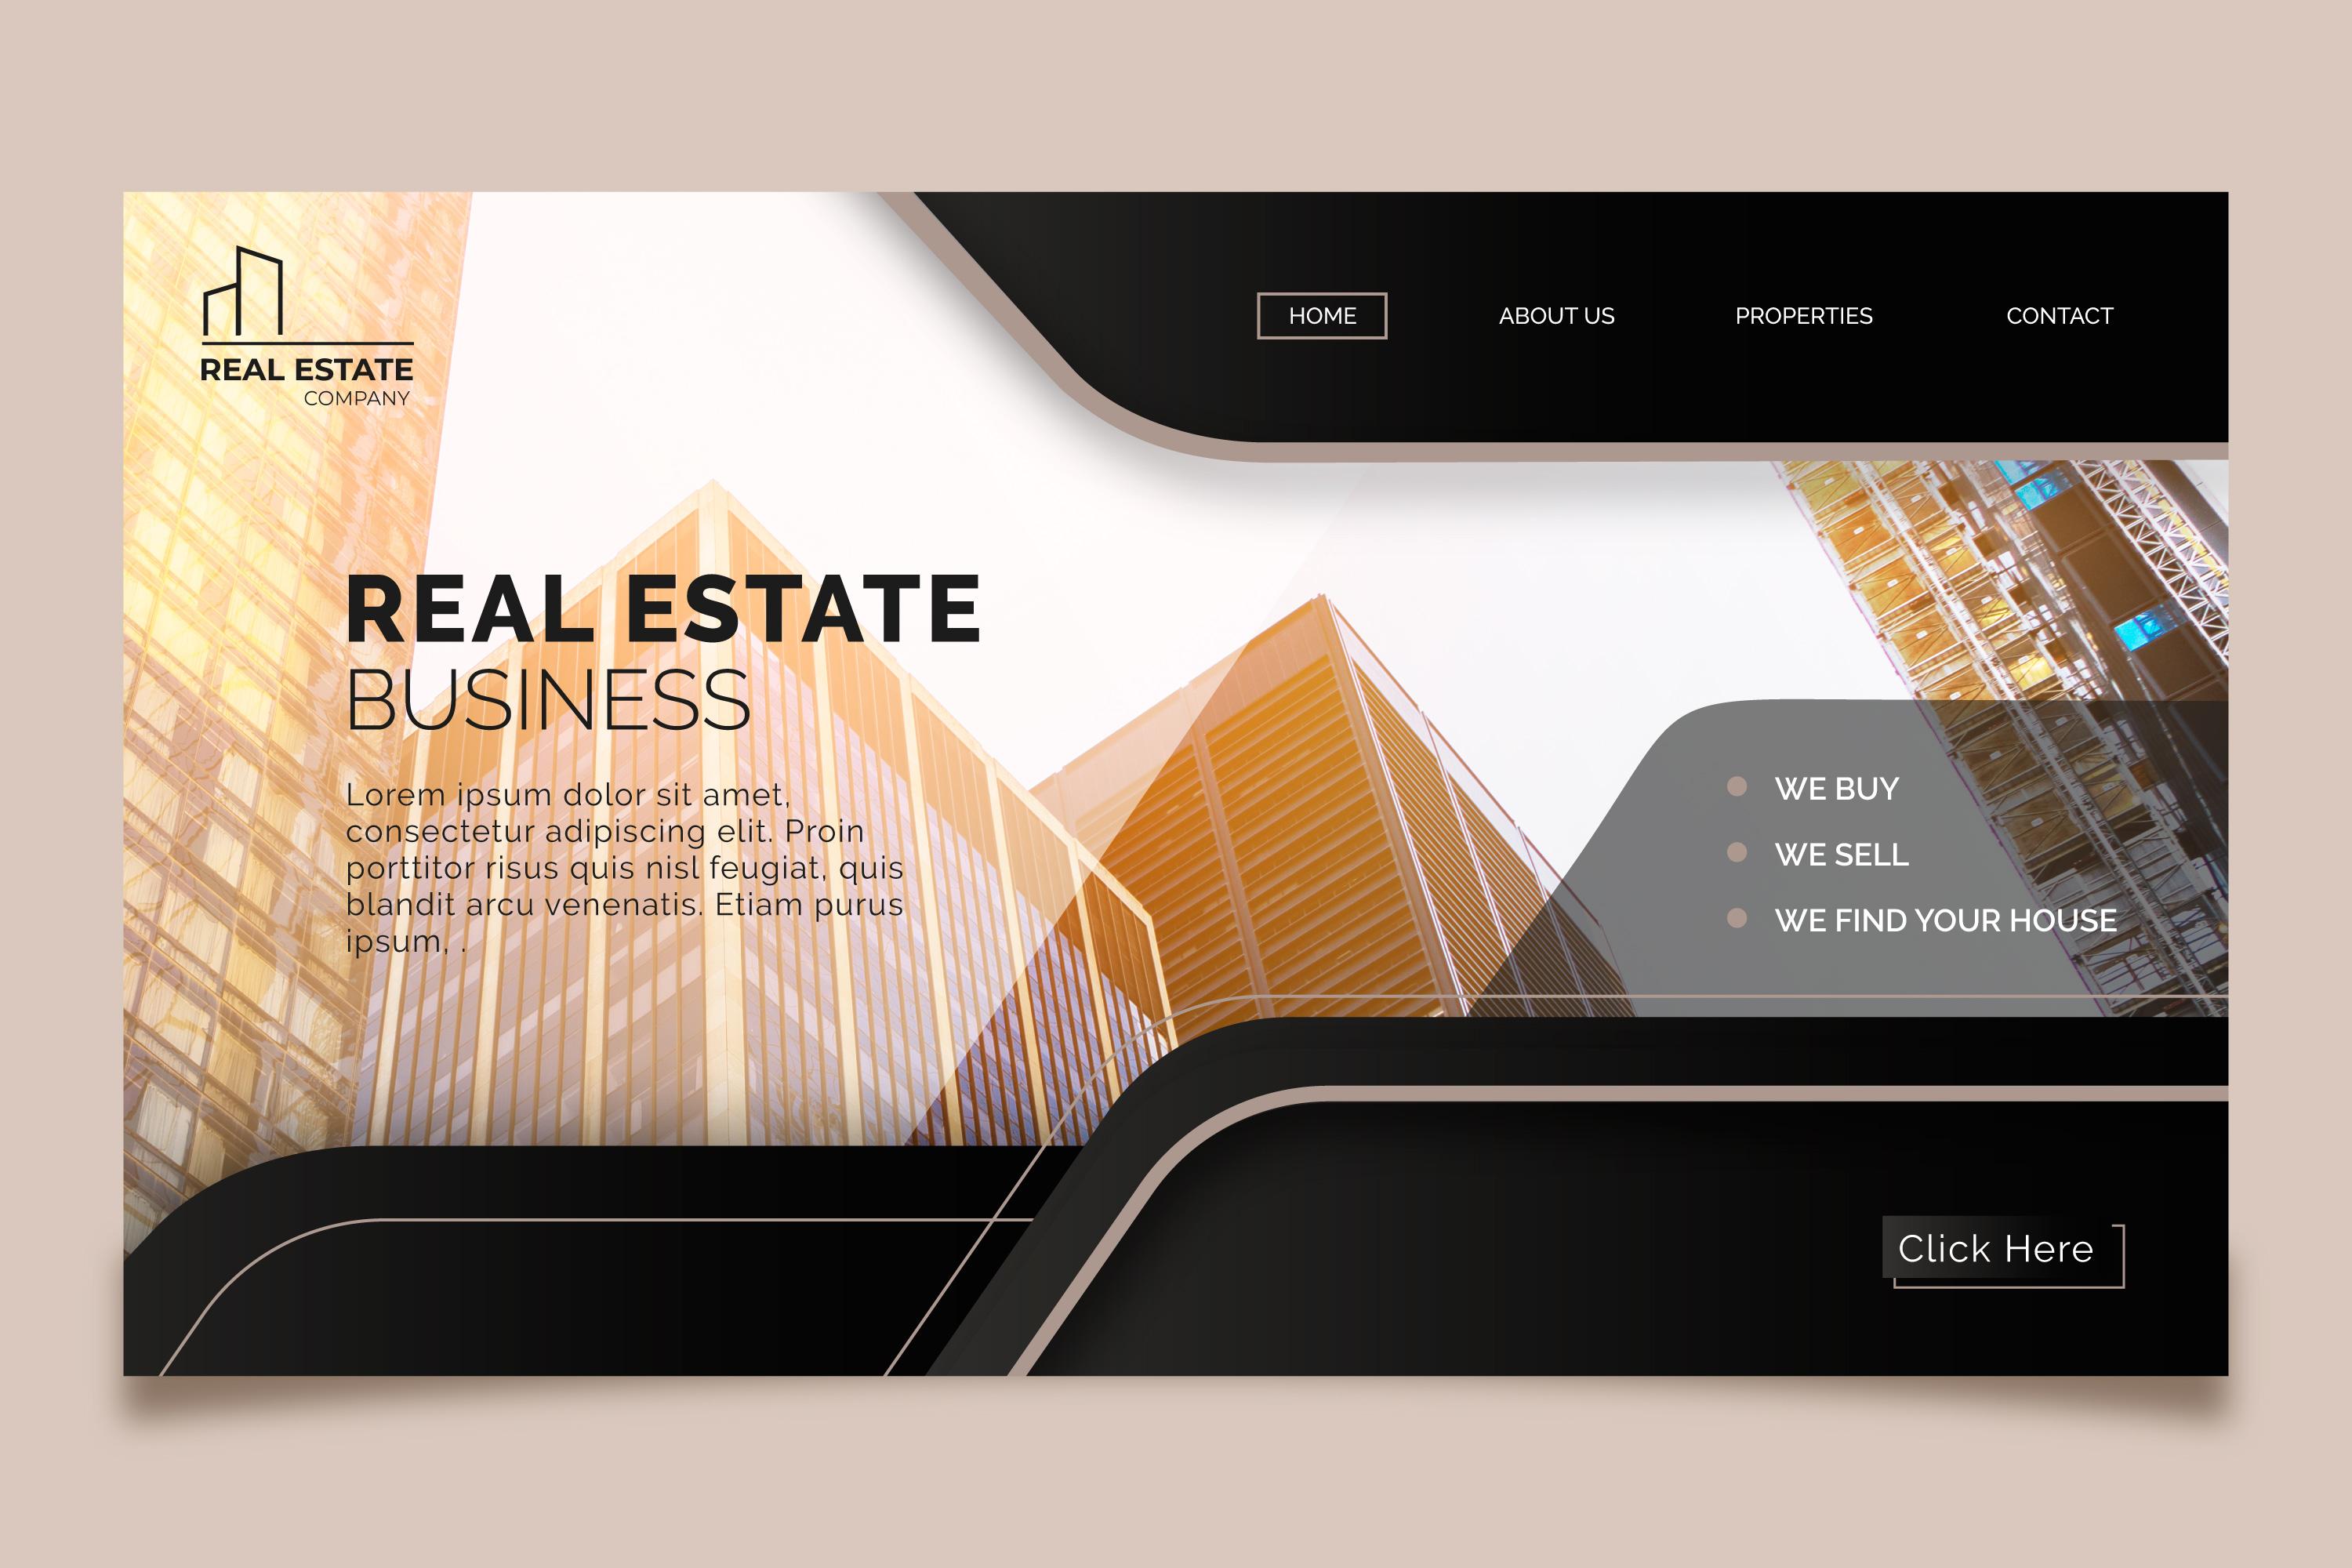 REAL ESTATE
COMPANY
HOME ABOUT US PROPERTIES CONTACT
REAL ESTATE
BUSINESS
Lorem ipsum dolor sit amet,
consectetur adipiscing elit. Proin
porttitor risus quis nisl feugiat, quis
blandit arcu venenatis. Etiam purus
ipsum, .
WE BUY
WE SELL
WE FIND YOUR HOUSE
Click Here